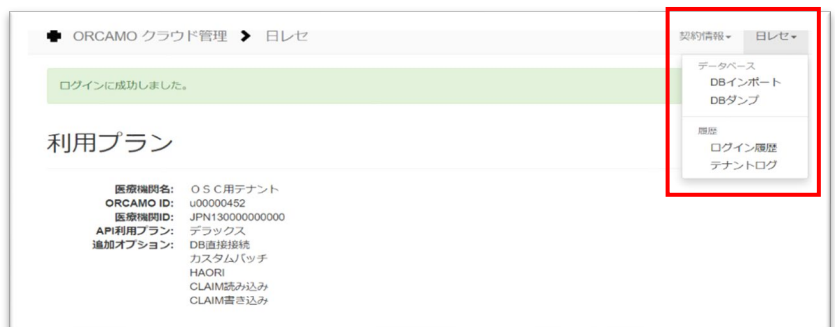 ORCAMO クラウド管理 日レセ
契約情報 日レセ
ログインに成功しました。
データベース
DBインポート
DBダンプ
履歴
ログイン履歴
テナントログ
利用プラン
医療機関名: OSC用テナント
ORCAMO ID: u00000452
医療機関ID: JPN130000000000
API利用プラン: デラックス
追加オプション: DB直接接続
カスタムバッチ
HAORI
CLAIM読み込み
CLAIM書き込み